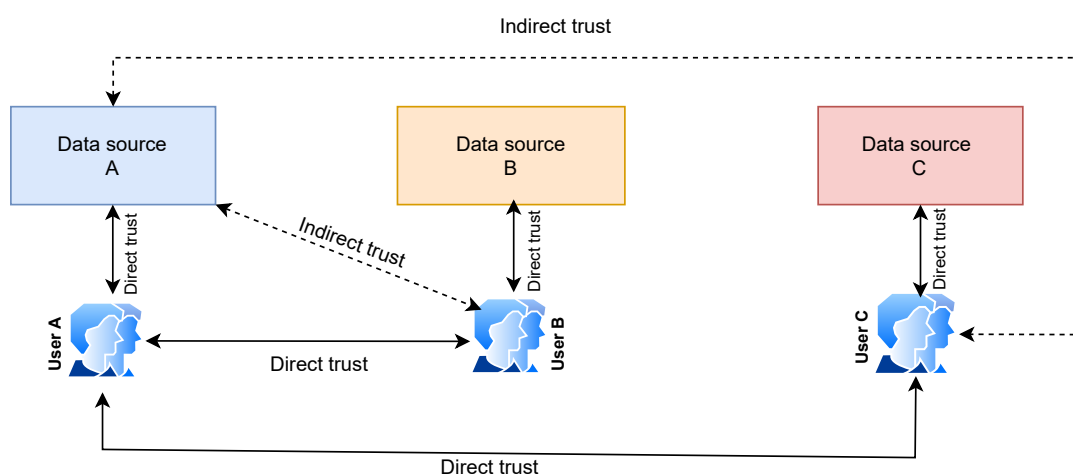 Indirect trust
Data source
A
Data source
B
Data source
C
Direct trust
Indirect trust
Direct trust
Direct trust
User A
User B
User C
Direct trust
Direct trust